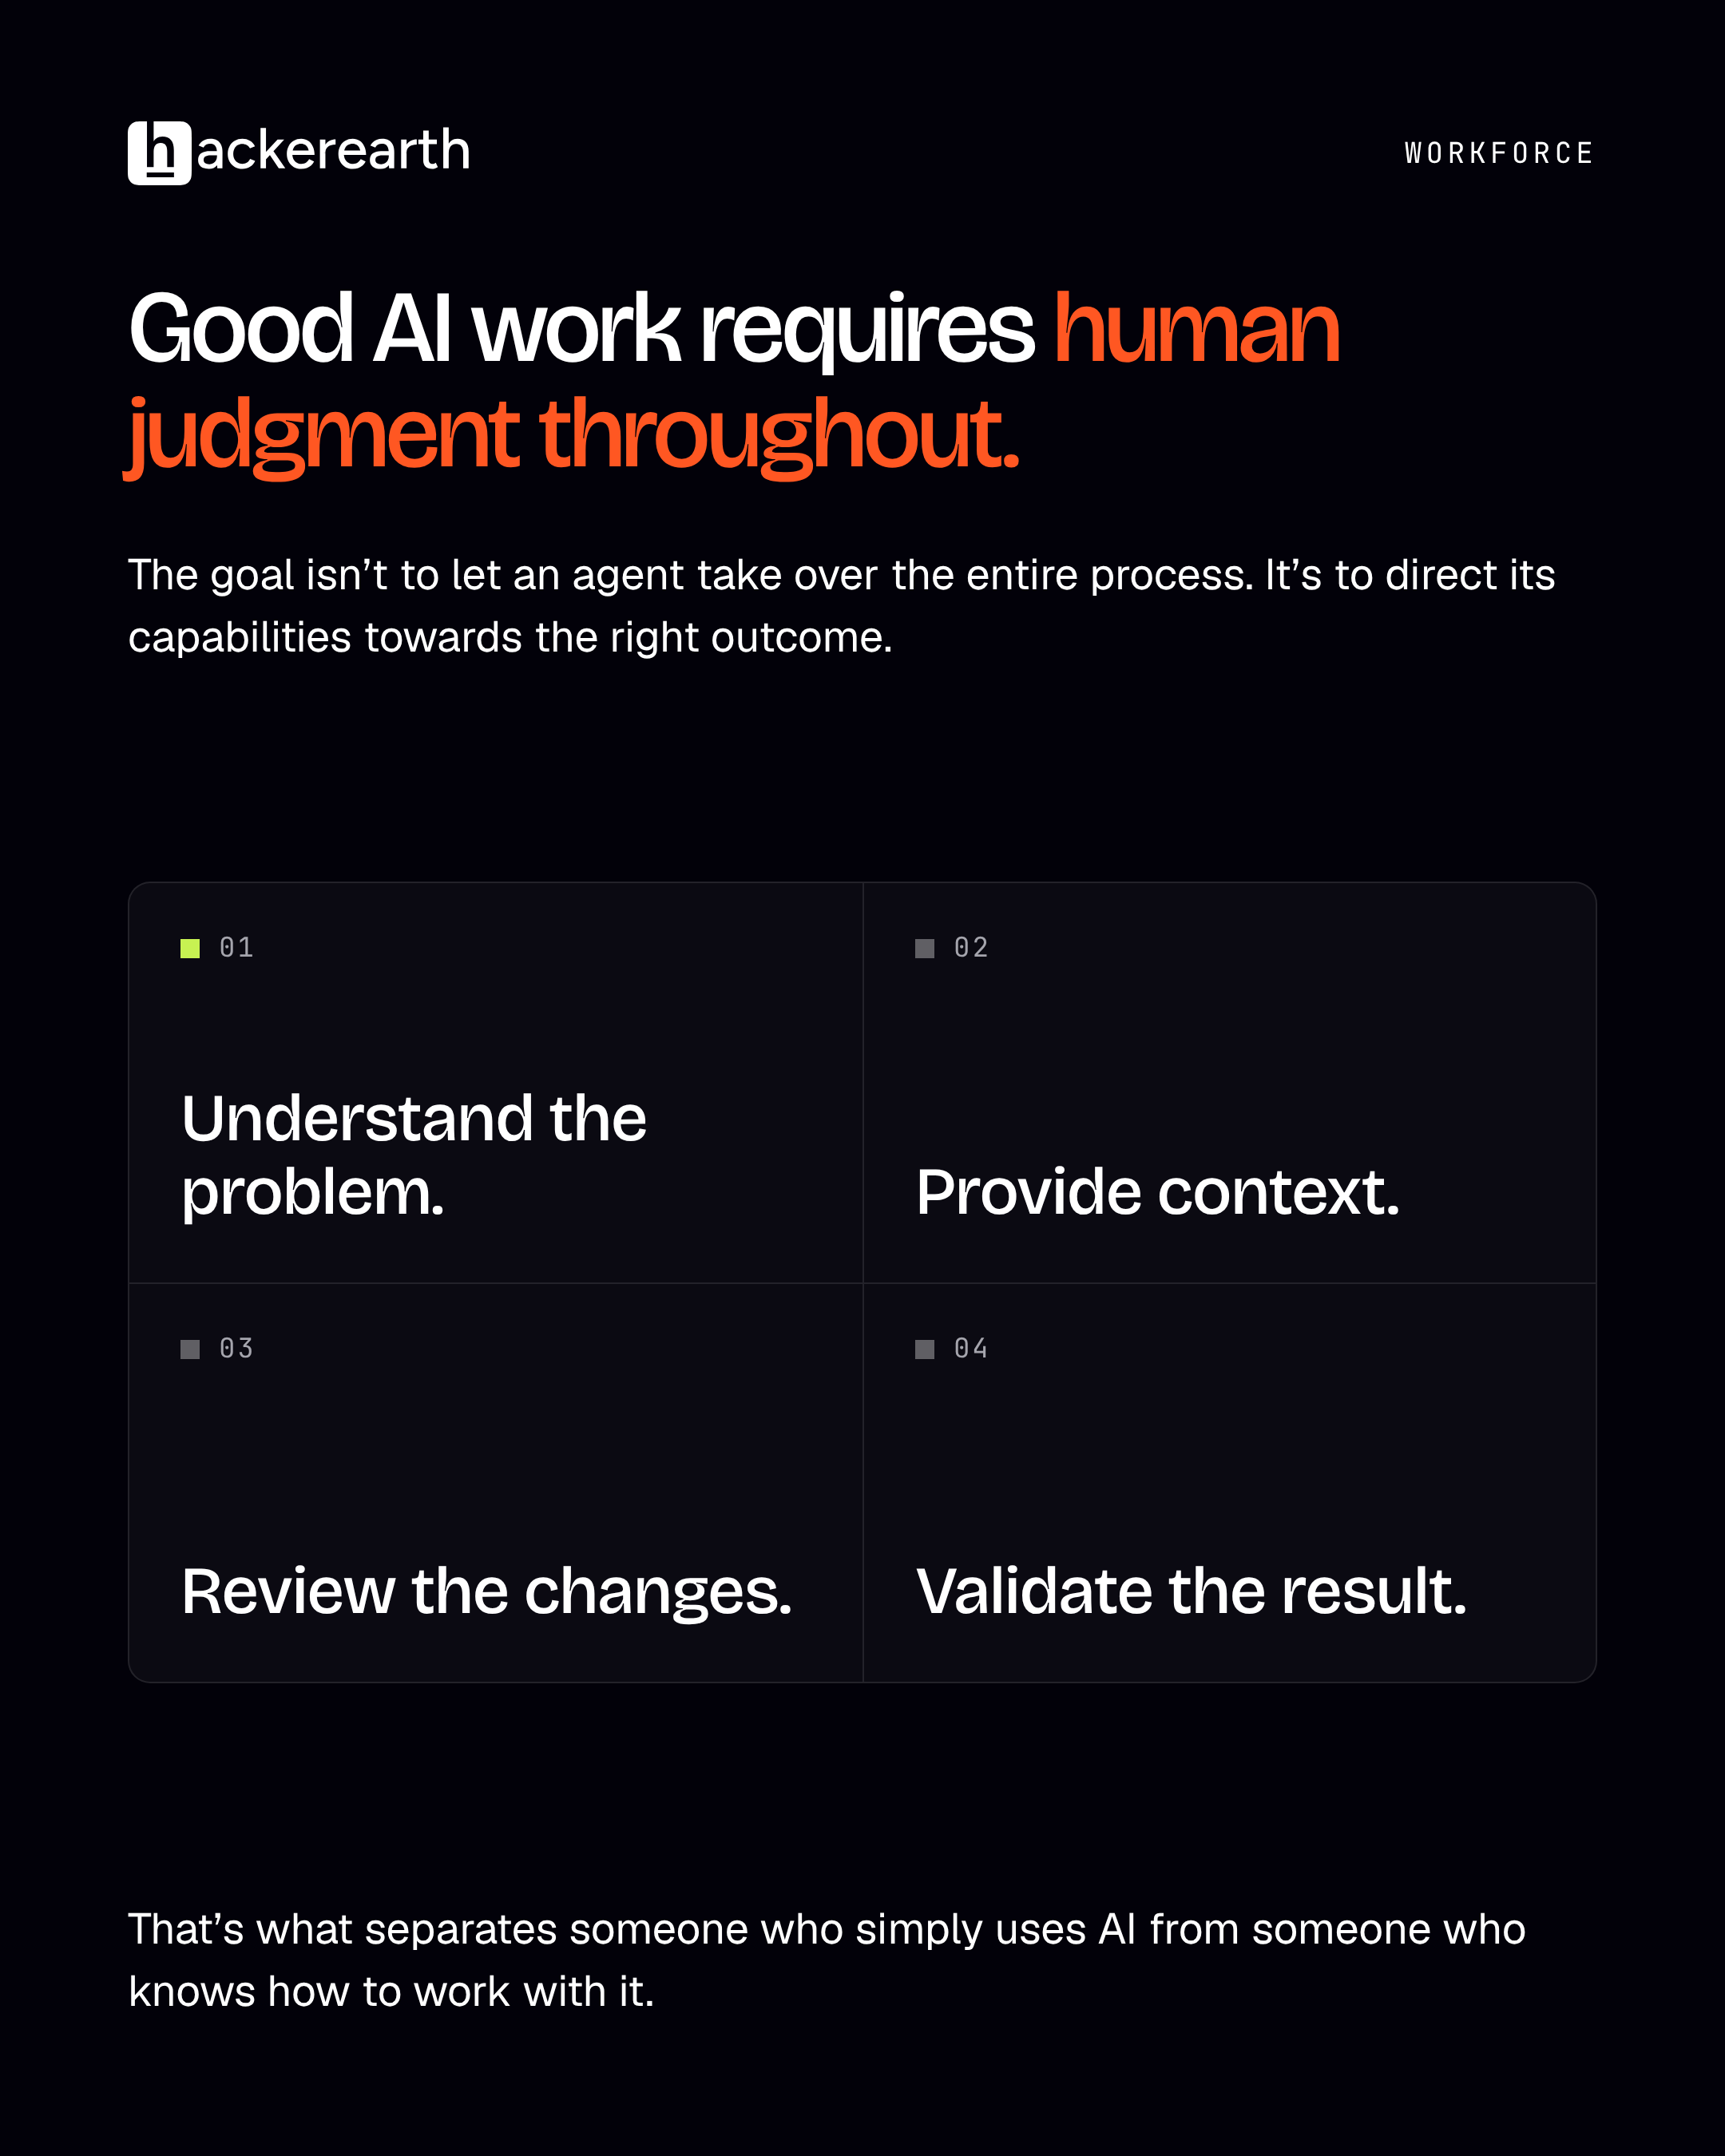 hackerearth
WORKFORCE
Good AI work requires human
judgment throughout.
The goal isn’t to let an agent take over the entire process. It’s to direct its
capabilities towards the right outcome.
01
Understand the
problem.
02
Provide context.
03
Review the changes.
04
Validate the result.
That’s what separates someone who simply uses AI from someone who
knows how to work with it.